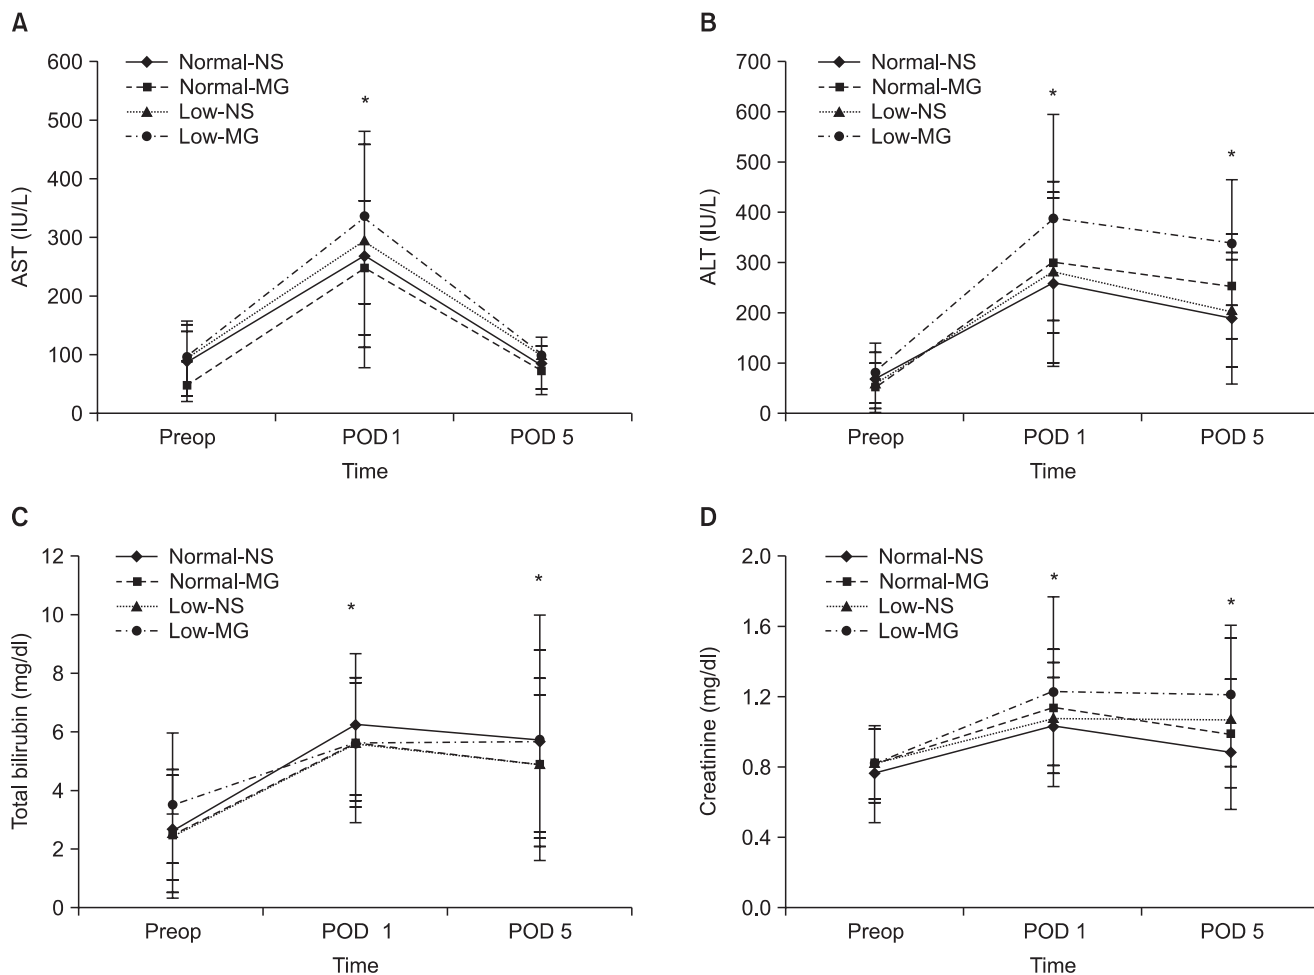 A
Normal-NS
Normal-MG
Low-NS
Low-MG
*
600
500
400
300
200
100
0
AST (IU/L)
Preop
POD 1
POD 5
Time
B
Normal-NS
Normal-MG
Low-NS
Low-MG
*
*
700
600
500
400
300
200
100
0
ALT (IU/L)
Preop
POD 1
POD 5
Time
C
Normal-NS
Normal-MG
Low-NS
Low-MG
*
*
12
10
8
6
4
2
0
Total bilirubin (mg/dl)
Preop
POD 1
POD 5
Time
D
Normal-NS
Normal-MG
Low-NS
Low-MG
*
*
2.0
1.6
1.2
0.8
0.4
0.0
Creatinine (mg/dl)
Preop
POD 1
POD 5
Time